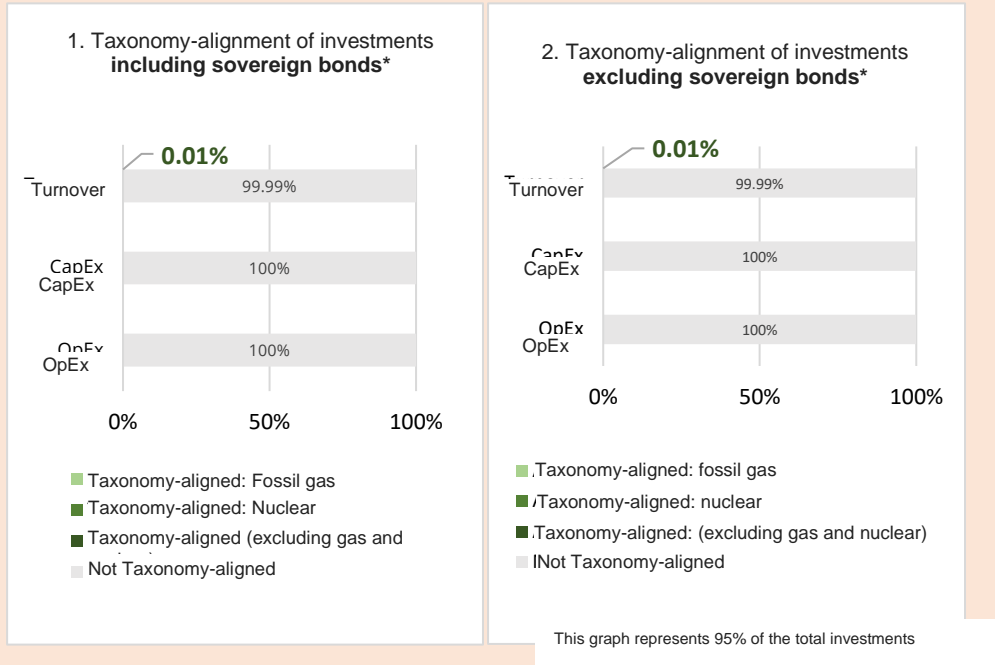 1. Taxonomy-alignment of investments
including sovereign bonds*
0.01%
Turnover
99.99%
CapEx
CapEx
100%
OpEx
OpEx
100%
0%
50%
100%
Taxonomy-aligned: Fossil gas
Taxonomy-aligned: Nuclear
Taxonomy-aligned (excluding gas and
Not Taxonomy-aligned
2. Taxonomy-alignment of investments
excluding sovereign bonds*
0.01%
Turnover
99.99%
CapEx
CapEx
100%
OpEx
OpEx
100%
0%
50%
100%
Taxonomy-aligned: fossil gas
Taxonomy-aligned: nuclear
Taxonomy-aligned: (excluding gas and nuclear)
Not Taxonomy-aligned
This graph represents 95% of the total investments